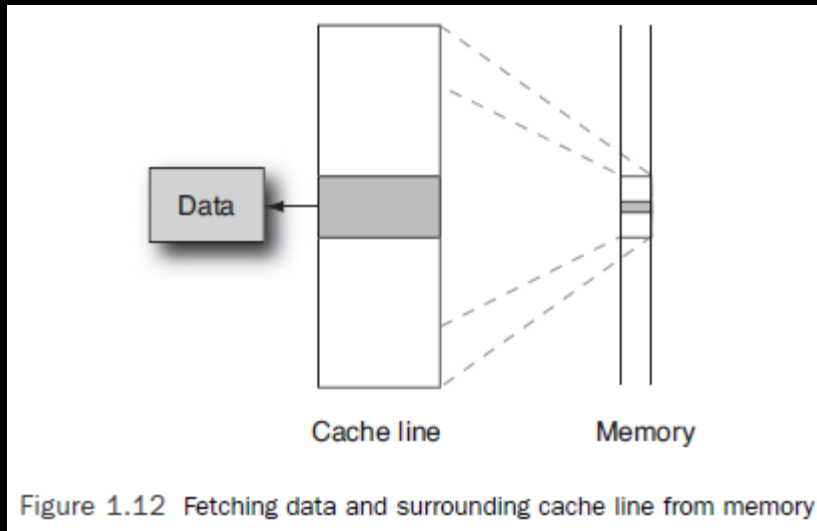 Data
Cache line
Memory
Figure 1.12 Fetching data and surrounding cache line from memory